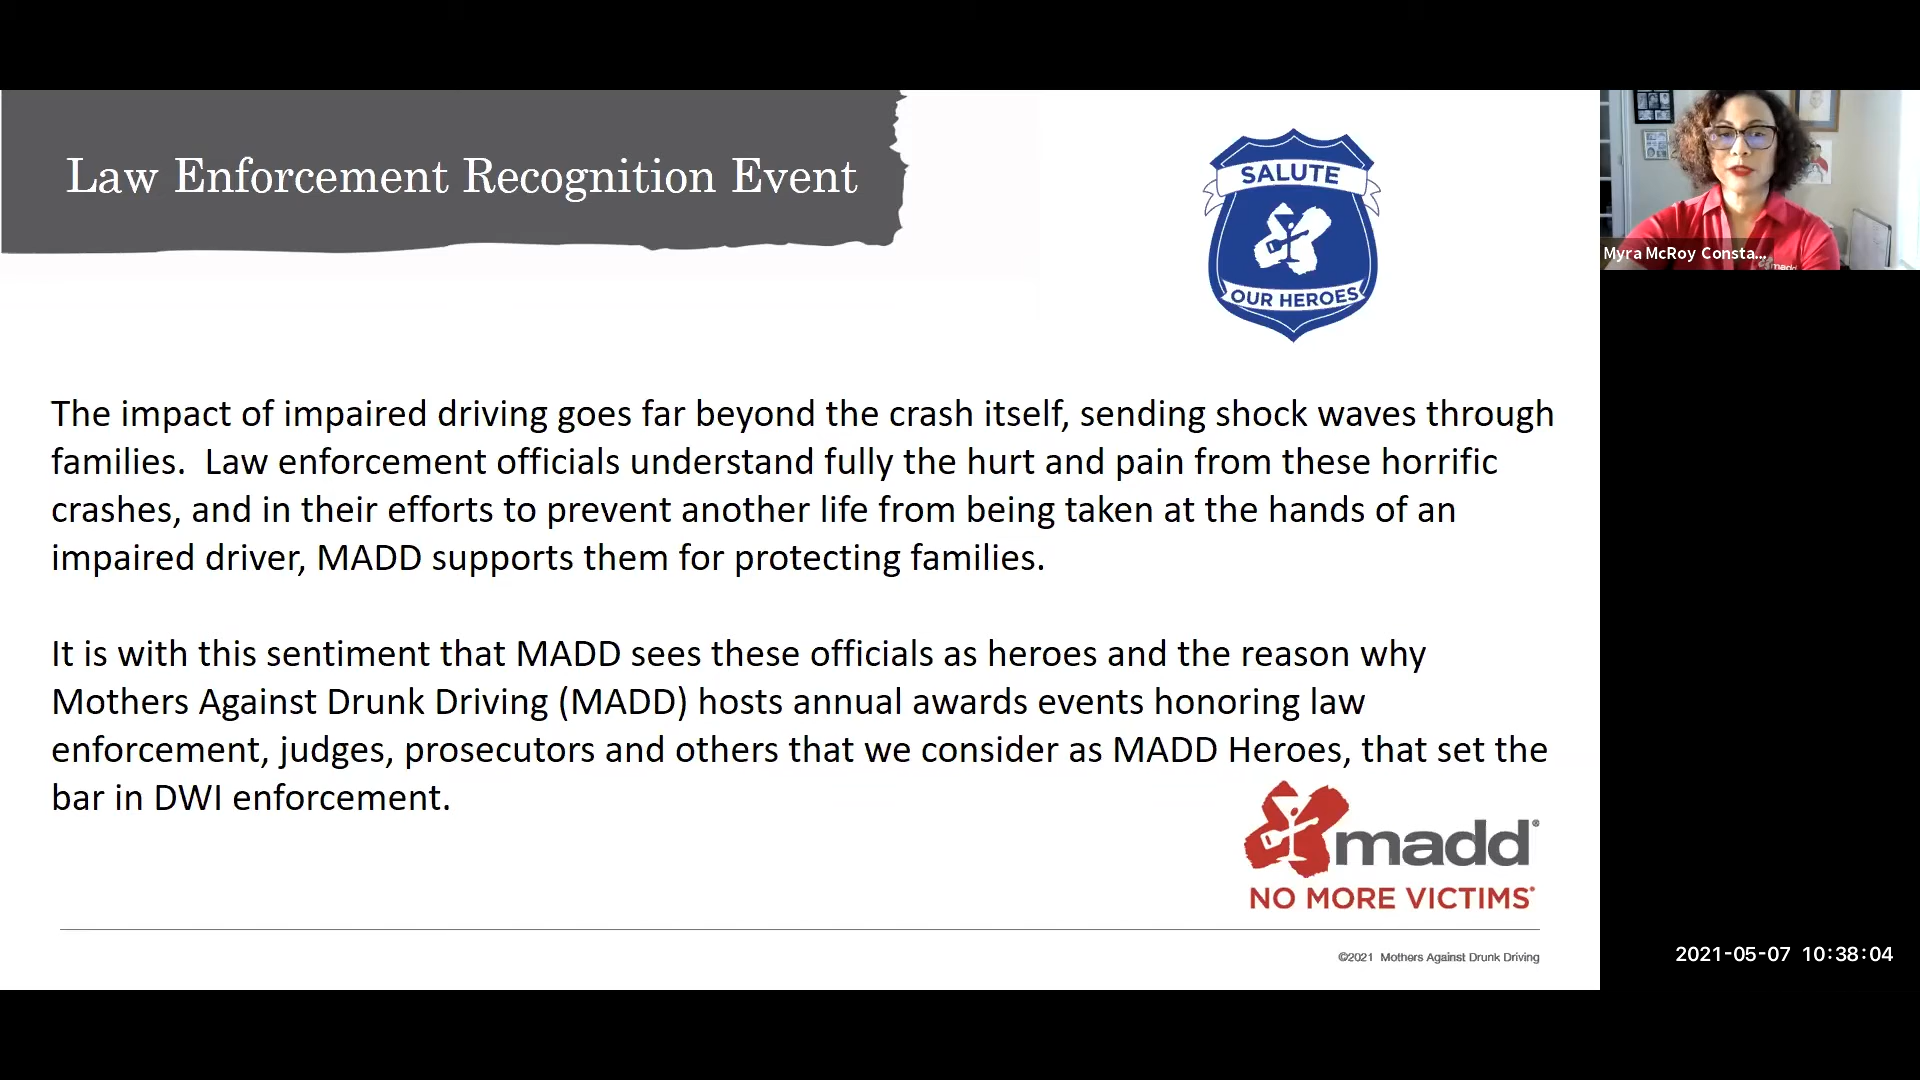 Law Enforcement Recognition Event
SALUTE
OUR HEROES
Myra McRoy Consta...
madd
The impact of impaired driving goes far beyond the crash itself, sending shock waves through
families.  Law enforcement officials understand fully the hurt and pain from these horrific
crashes, and in their efforts to prevent another life from being taken at the hands of an
impaired driver, MADD supports them for protecting families.
It is with this sentiment that MADD sees these officials as heroes and the reason why
Mothers Against Drunk Driving (MADD) hosts annual awards events honoring law
enforcement, judges, prosecutors and others that we consider as MADD Heroes, that set the
bar in DWI enforcement.
madd®
NO MORE VICTIMS®
©2021  Mothers Against Drunk Driving
2021-05-07 10:38:04